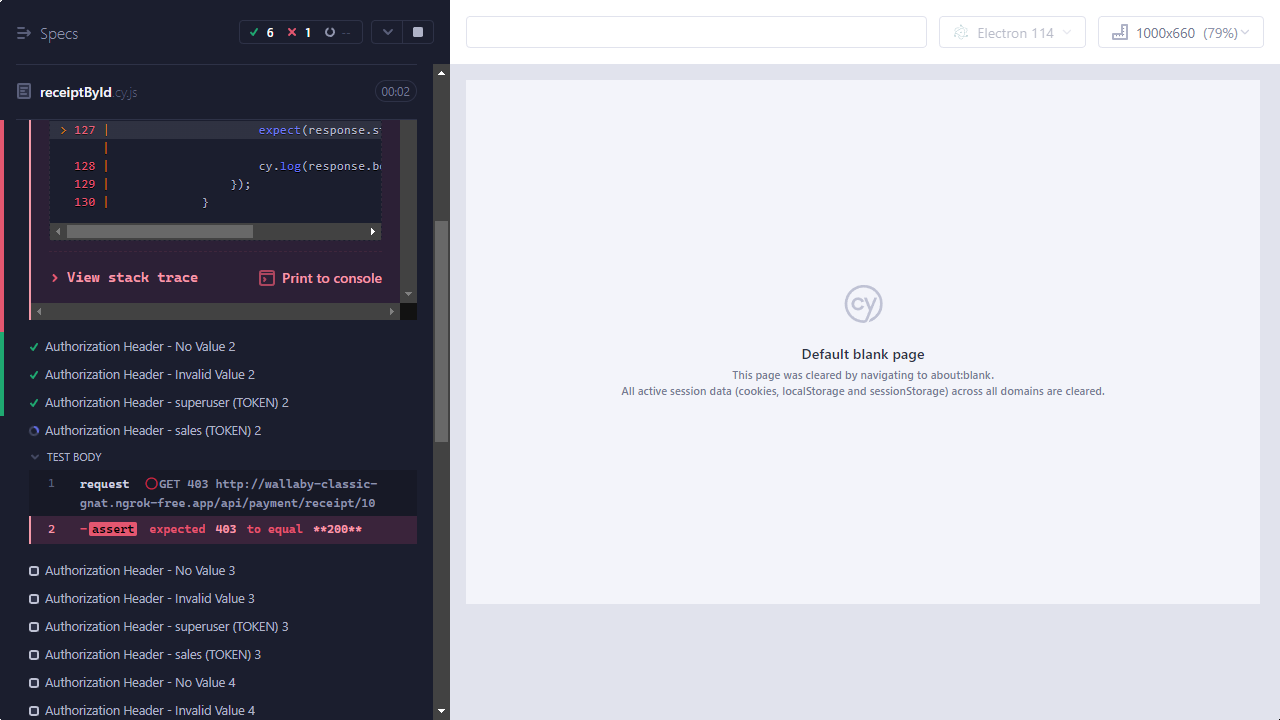 Specs
6
1
--
Electron 114
1000x660 (79%)
receiptById.cy.js
00:02
> 127 | expect(response.st
|
128 | cy.log(response.bo
129 | });
130 | }
View stack trace
Print to console
Authorization Header - No Value 2
Authorization Header - Invalid Value 2
Authorization Header - superuser (TOKEN) 2
Authorization Header - sales (TOKEN) 2
TEST BODY
1 request GET 403 http://wallaby-classic-
gnat.ngrok-free.app/api/payment/receipt/10
2 -assert expected 403 to equal **200**
Authorization Header - No Value 3
Authorization Header - Invalid Value 3
Authorization Header - superuser (TOKEN) 3
Authorization Header - sales (TOKEN) 3
Authorization Header - No Value 4
Authorization Header - Invalid Value 4
cy
Default blank page
This page was cleared by navigating to about:blank.
All active session data (cookies, localStorage and sessionStorage) across all domains are cleared.